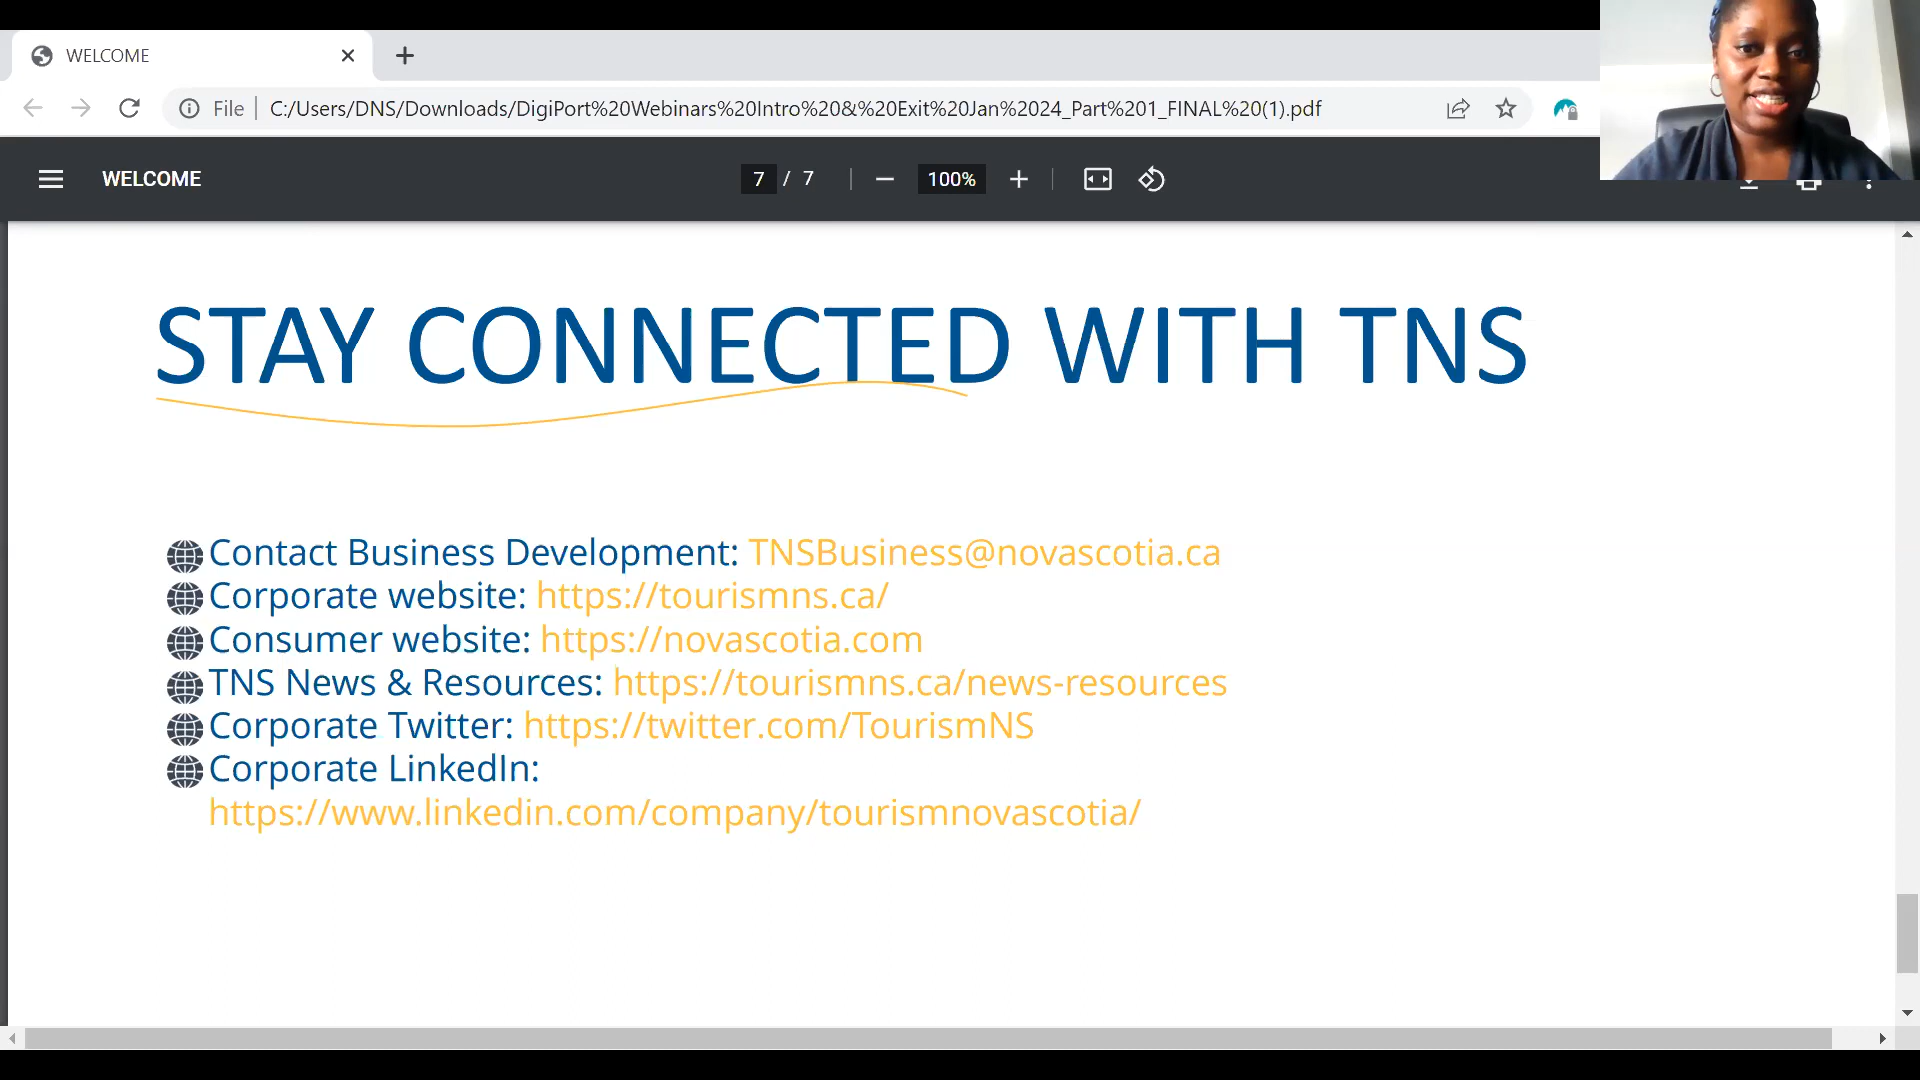 WELCOME
File C:/Users/DNS/Downloads/DigiPort%20Webinars%20Intro%20&%20Exit%20Jan%2024_Part%201_FINAL%20(1).pdf
WELCOME
7 / 7
100%
STAY CONNECTED WITH TNS
Contact Business Development: TNSBusiness@novascotia.ca
Corporate website: https://tourismns.ca/
Consumer website: https://novascotia.com
TNS News & Resources: https://tourismns.ca/news-resources
Corporate Twitter: https://twitter.com/TourismNS
Corporate LinkedIn:
https://www.linkedin.com/company/tourismnovascotia/